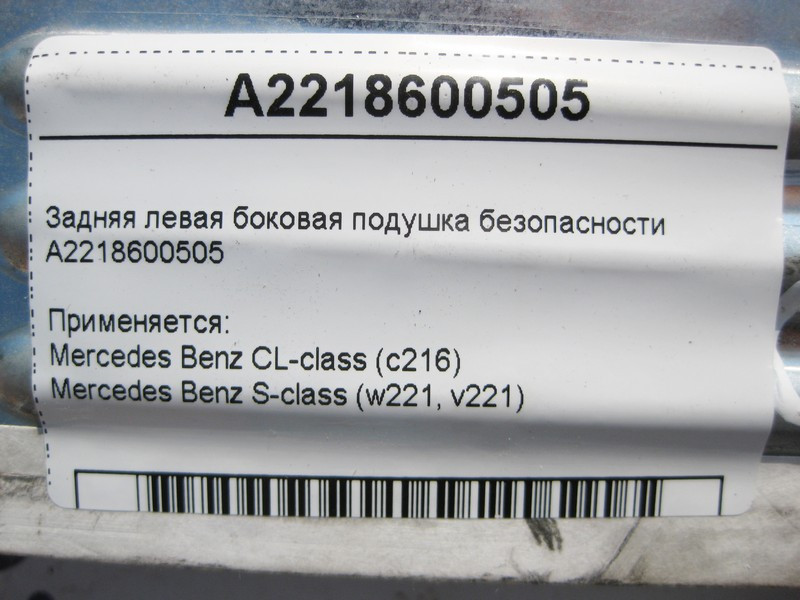 A2218600505
Задняя левая боковая подушка безопасности
A2218600505
Применяется:
Mercedes Benz CL-class (c216)
Mercedes Benz S-class (w221, v221)